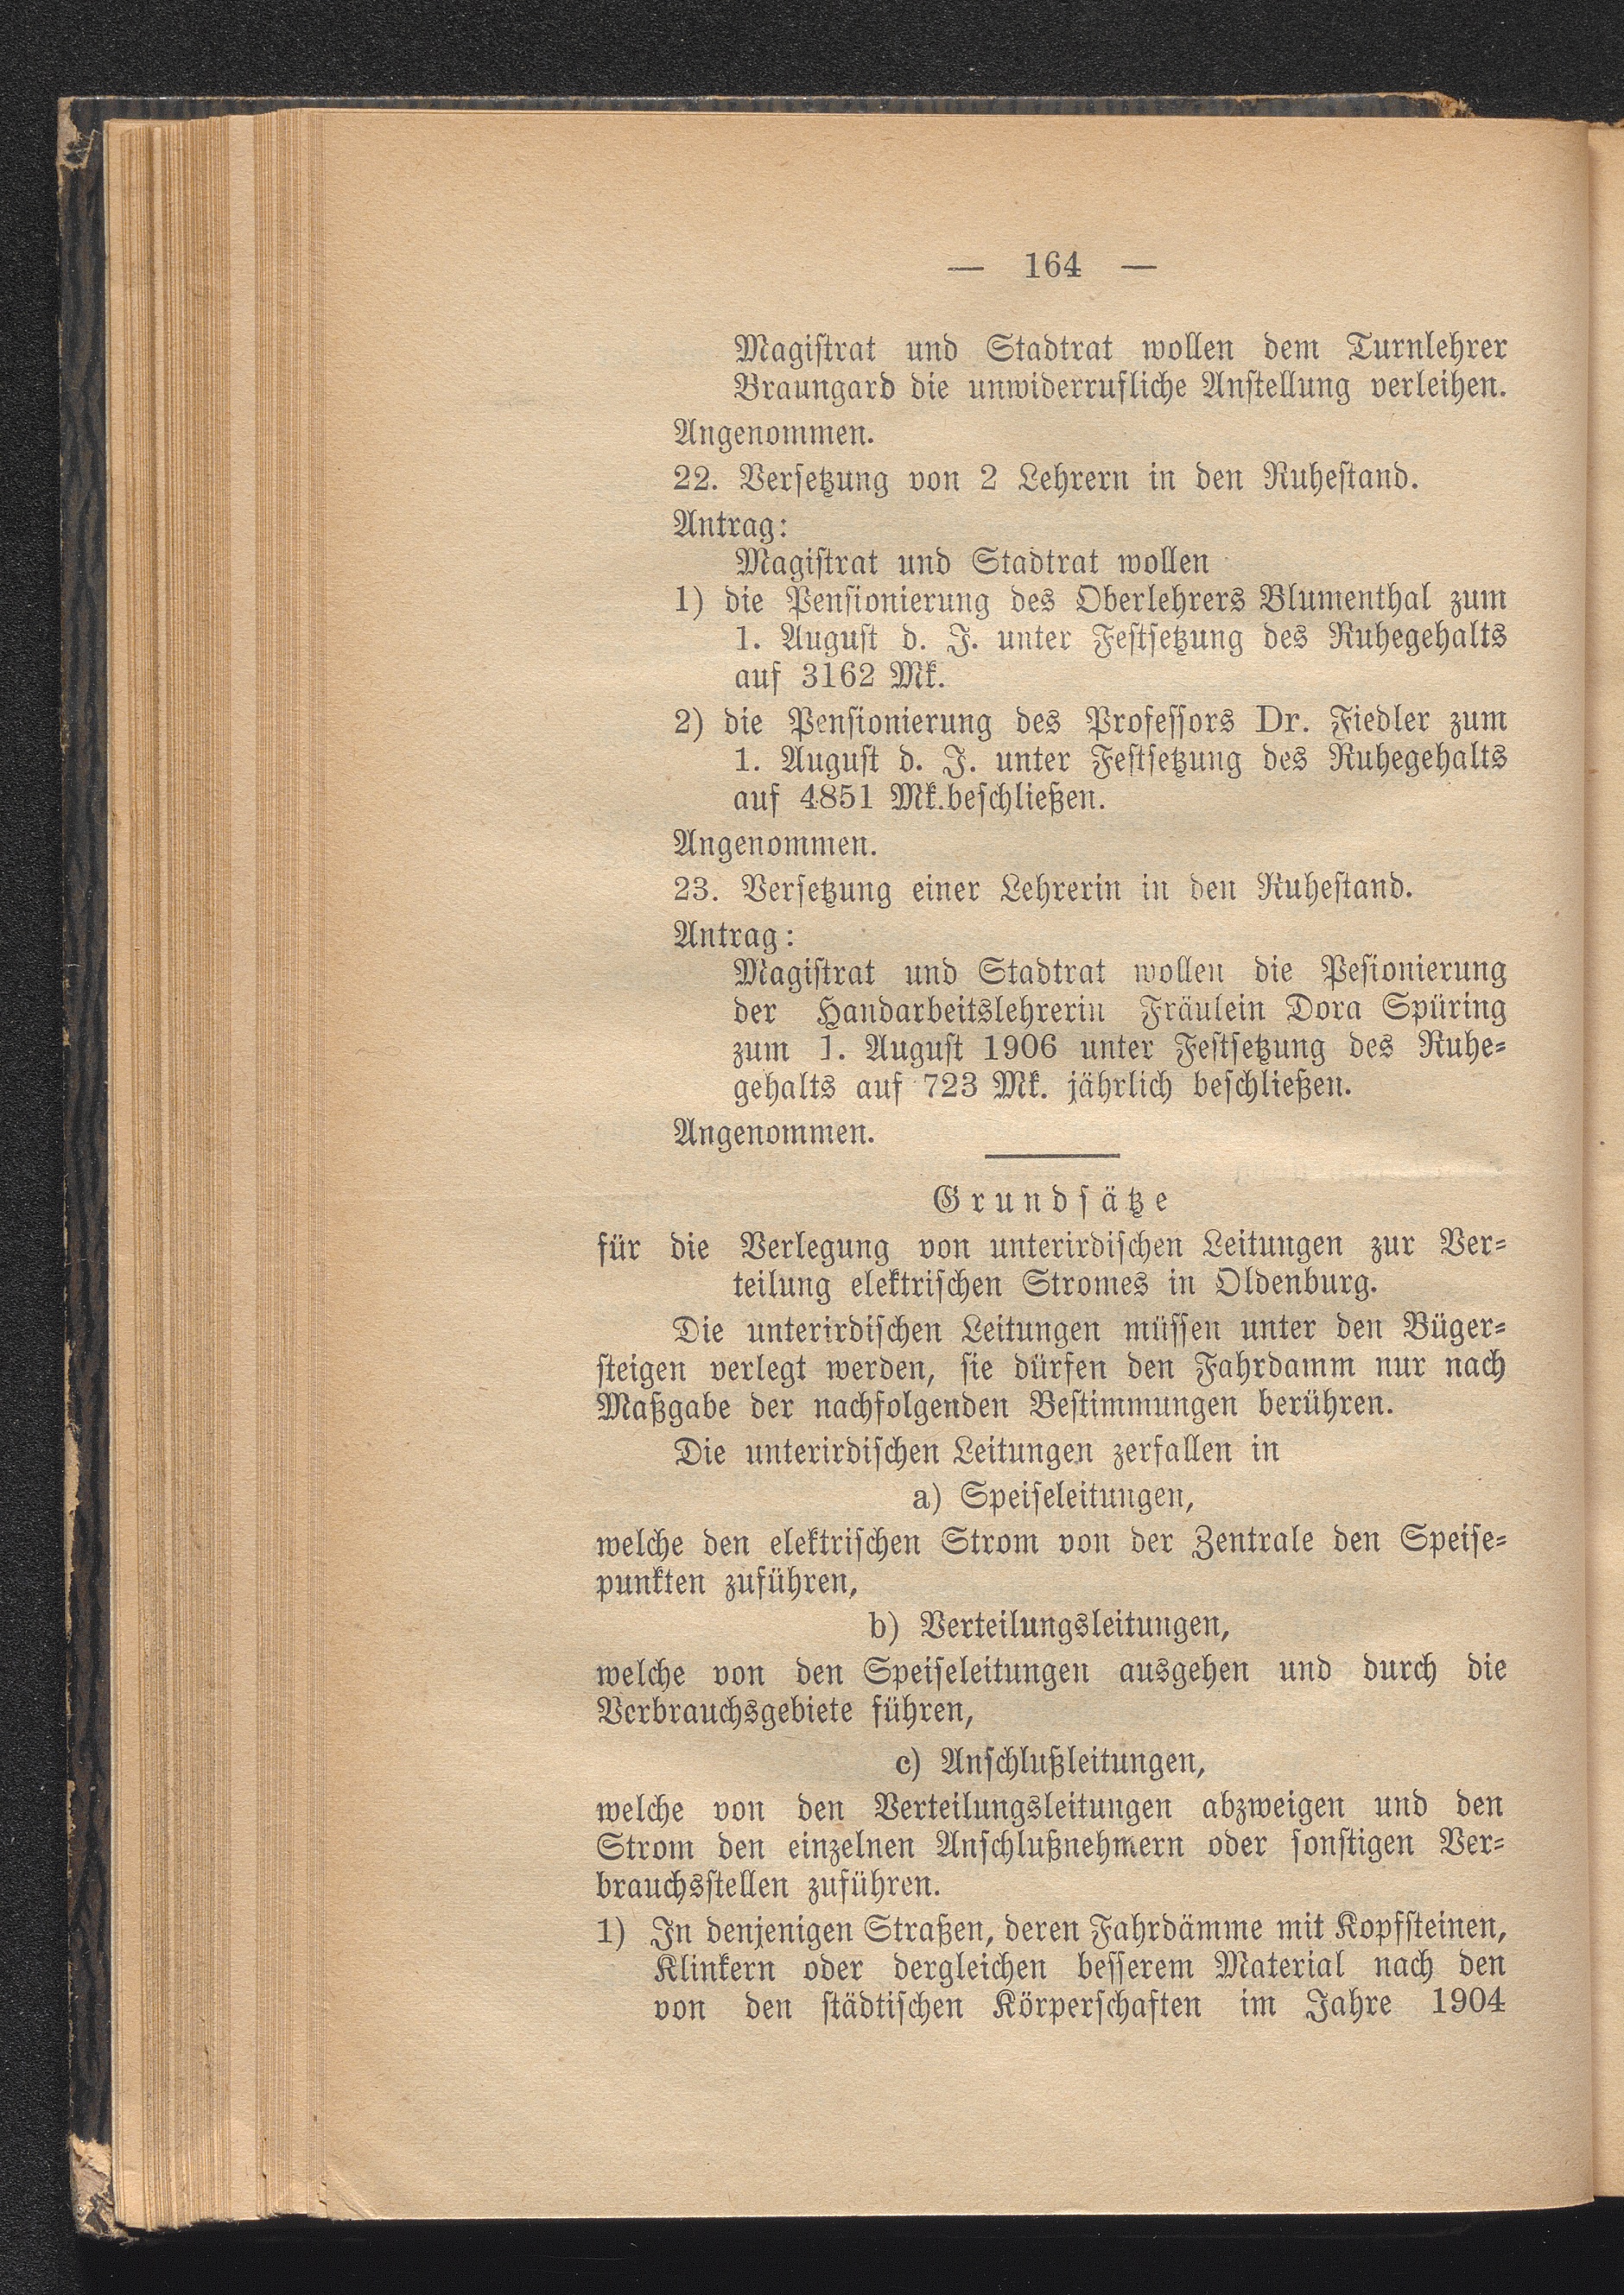 — 164 —
Magistrat und Stadtrat wollen dem Turnlehrer
Braungard die unwiderrufliche Anstellung verleihen.
Angenommen.
22. Versetzung von 2 Lehrern in den Ruhestand.
Antrag:
Magistrat und Stadtrat wollen
1) die Pensionierung des Oberlehrers Blumenthal zum
1. August d. J. unter Festsetzung des Ruhegehalts
auf 3162 Mk.
2) die Pensionierung des Professors Dr. Fiedler zum
1. August d. J. unter Festsetzung des Ruhegehalts
auf 4851 Mk.beschließen.
Angenommen.
23. Versetzung einer Lehrerin in den Ruhestand.
Antrag:
Magistrat und Stadtrat wollen die Pesionierung
der Handarbeitslehrerin Fräulein Dora Spüring
zum 1. August 1906 unter Festsetzung des Ruhe-
gehalts auf 723 Mk. jährlich beschließen.
Angenommen.
Grundsätze
für die Verlegung von unterirdischen Leitungen zur Ver-
teilung elektrischen Stromes in Oldenburg.
Die unterirdischen Leitungen müssen unter den Büger-
steigen verlegt werden, sie dürfen den Fahrdamm nur nach
Maßgabe der nachfolgenden Bestimmungen berühren.
Die unterirdischen Leitungen zerfallen in
a) Speiseleitungen,
welche den elektrischen Strom von der Zentrale den Speise-
punkten zuführen,
b) Verteilungsleitungen,
welche von den Speiseleitungen ausgehen und durch die
Verbrauchsgebiete führen,
c) Anschlußleitungen,
welche von den Verteilungsleitungen abzweigen und den
Strom den einzelnen Anschlußnehmern oder sonstigen Ver-
brauchsstellen zuführen.
1) In denjenigen Straßen, deren Fahrdämme mit Kopfsteinen,
Klinkern oder dergleichen besserem Material nach den
von den städtischen Körperschaften im Jahre 1904